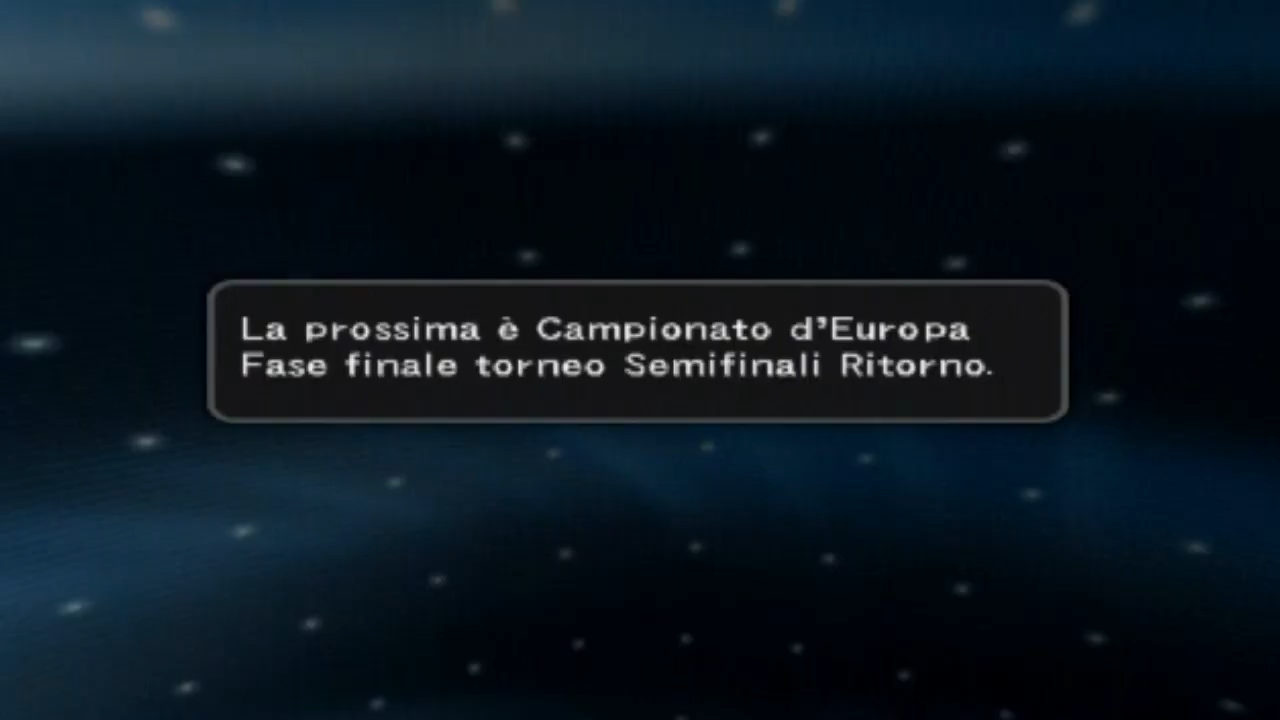 La prossima è Campionato d'Europa
Fase finale torneo Semifinali Ritorno.